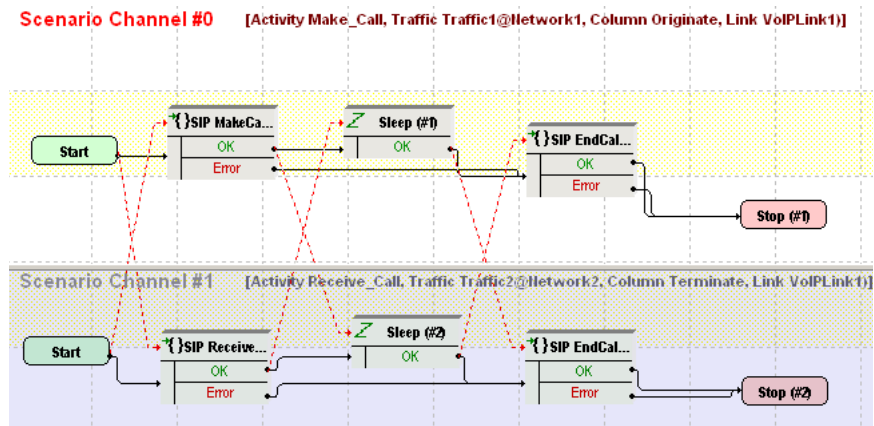 Scenario Channel #0 [Activity Make_Call, Traffic Traffic1@Network1, Column Originate, Link VoIPLink1)]
{}SIP MakeCa... Sleep (#1)
{}SIP EndCal...
Start OK OK
Error OK
Error
Stop (#1)
Scenario Channel #1 [Activity Receive_Call, Traffic Traffic2@Network2, Column Terminate, Link VoIPLink1)]
Sleep (#2)
{}SIP Receive... {}SIP EndCal...
Start OK OK OK
Error Error Stop (#2)